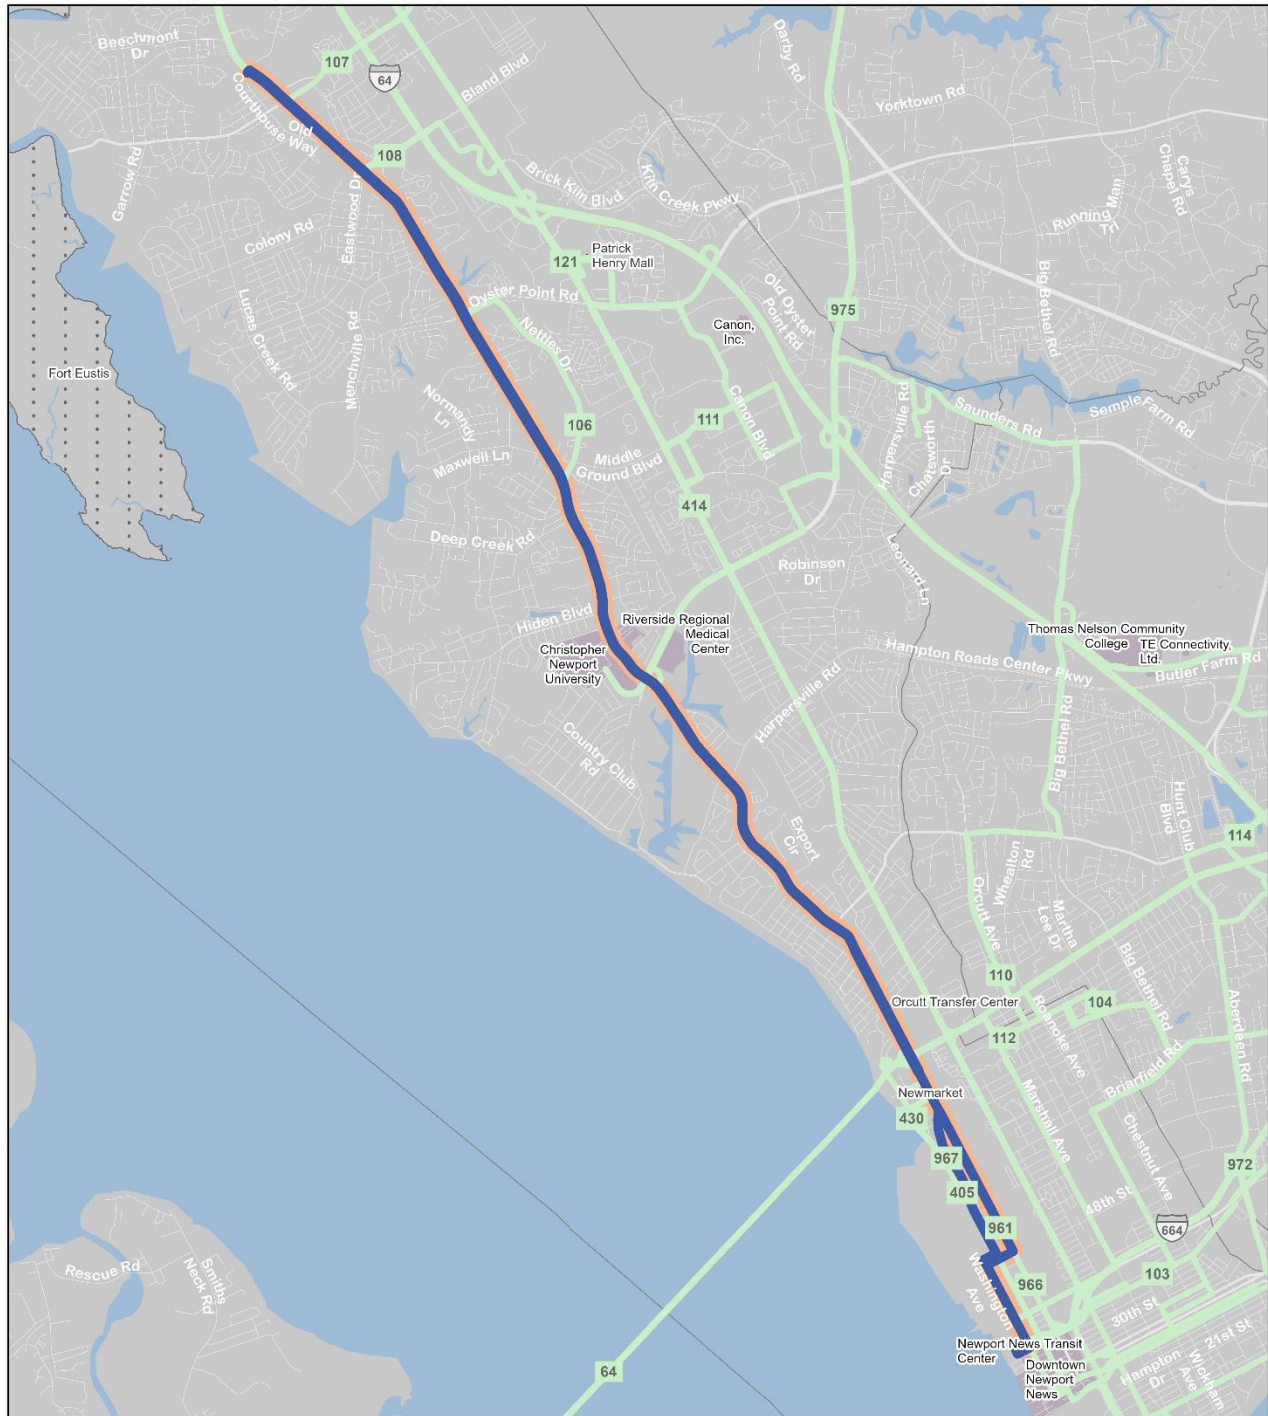 Beechmont
Dr
107
64
Bland Blvd
Darby Rd
Yorktown Rd
Courthouse Way
Old
108
Garrow Rd
Eastwood Dr
Colony Rd
Brick Kiln Blvd
Kiln Creek Pkwy
Carys
Chapel Rd
Running Man
Trl
121
Patrick
Henry Mall
Oyster Point Rd
Old Oyster
Point Rd
975
Big Bethel Rd
Lucas Creek Rd
Menchville Rd
Nettles Dr
Canon,
Inc.
Fort Eustis
Normandy
Ln
106
111
Canon Blvd
Harpersville Rd
Chatsworth
Dr
Saunders Rd
Semple Farm Rd
Maxwell Ln
Middle
Ground Blvd
414
Deep Creek Rd
Robinson
Dr
Leonard Ln
Hiden Blvd
Riverside Regional
Medical
Center
Christopher
Newport
University
Thomas Nelson Community
College
TE Connectivity,
Ltd.
Hampton Roads Center Pkwy
Butler Farm Rd
Harpersville Rd
Country Club
Rd
Big Bethel Rd
Export
Cir
Hunt Club
Blvd
114
Whealton
Rd
Orcutt Ave
Martha
Lee Dr
Big Bethel Rd
110
Orcutt Transfer Center
104
112
Roanoke Ave
Aberdeen Rd
Briarfield Rd
Newmarket
430
Marshall Ave
Chestnut Ave
967
972
405
48th St
961
664
Rescue Rd
Smiths
Neck Rd
Washington
Ave
966
103
30th St
21st St
Newport News Transit
Center
Downtown
Newport
News
Hampton
Dr
Wickham
Ave
64